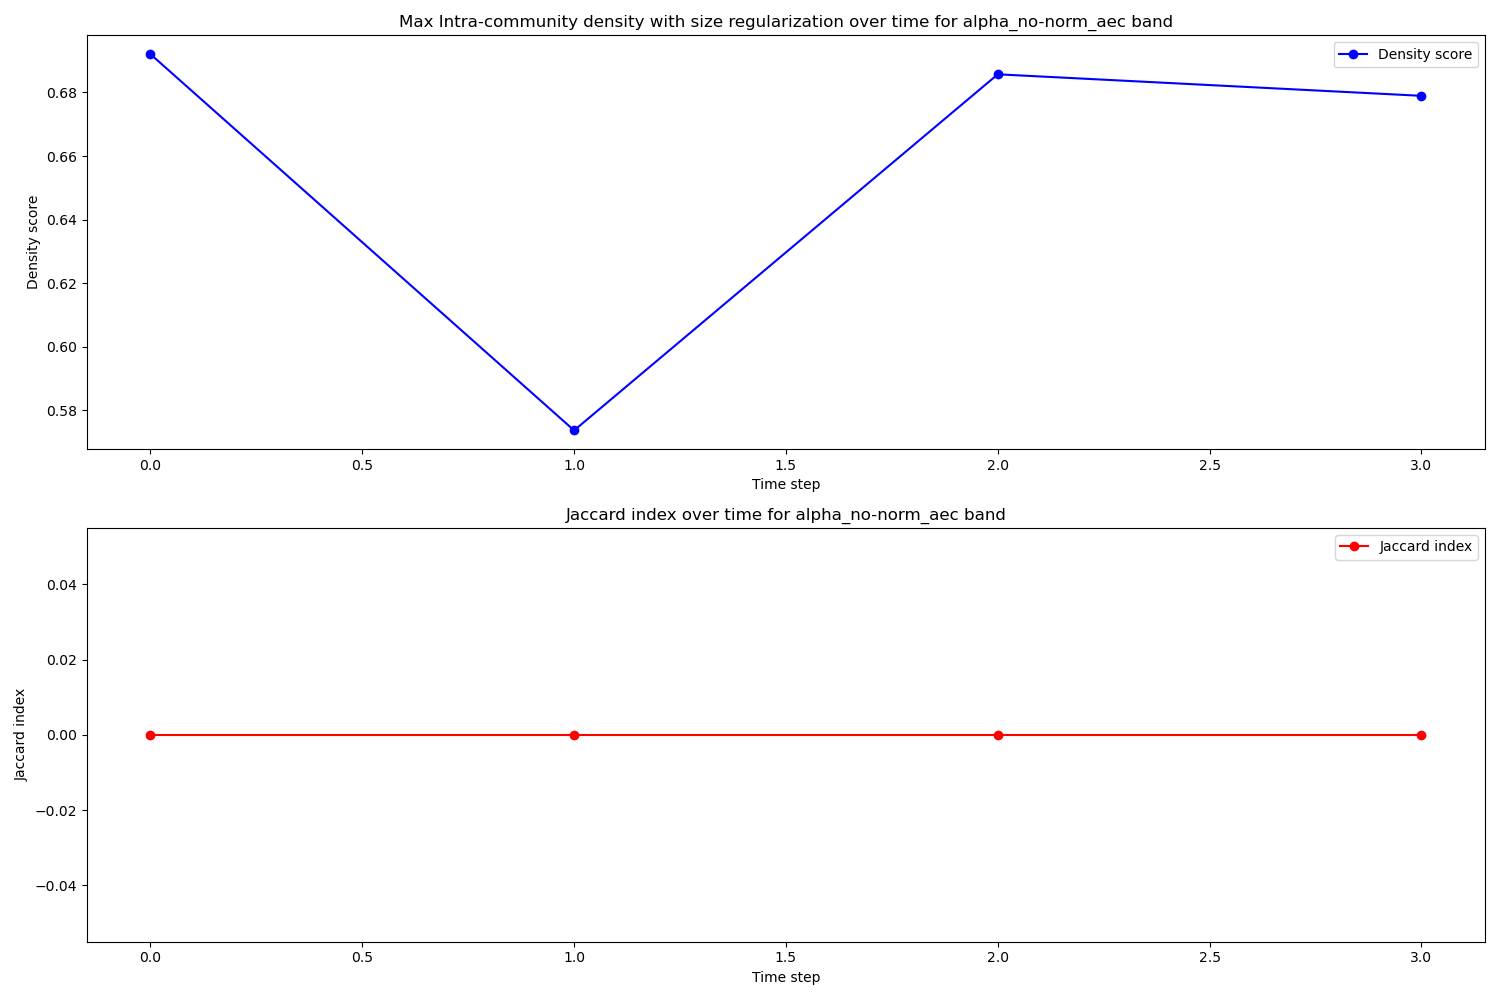 Max Intra-community density with size regularization over time for alpha_no-norm_aec band
Density score
0.68
0.66
0.64
0.62
0.60
0.58
Density score
0.0 0.5 1.0 1.5 2.0 2.5 3.0
Time step
Jaccard index over time for alpha_no-norm_aec band
Jaccard index
0.04
0.02
0.00
−0.02
−0.04
Jaccard index
0.0 0.5 1.0 1.5 2.0 2.5 3.0
Time step